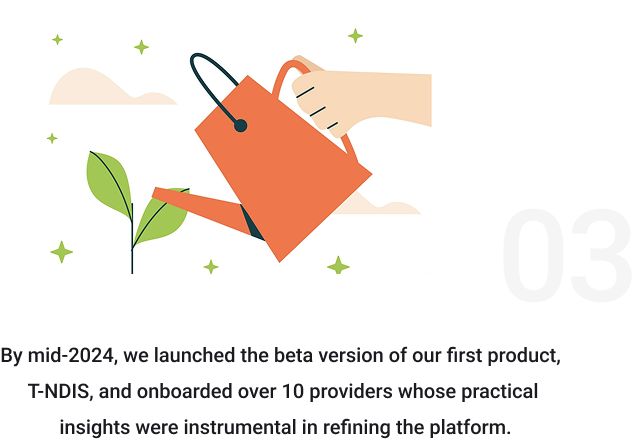 03
By mid-2024, we launched the beta version of our first product,
T-NDIS, and onboarded over 10 providers whose practical
insights were instrumental in refining the platform.